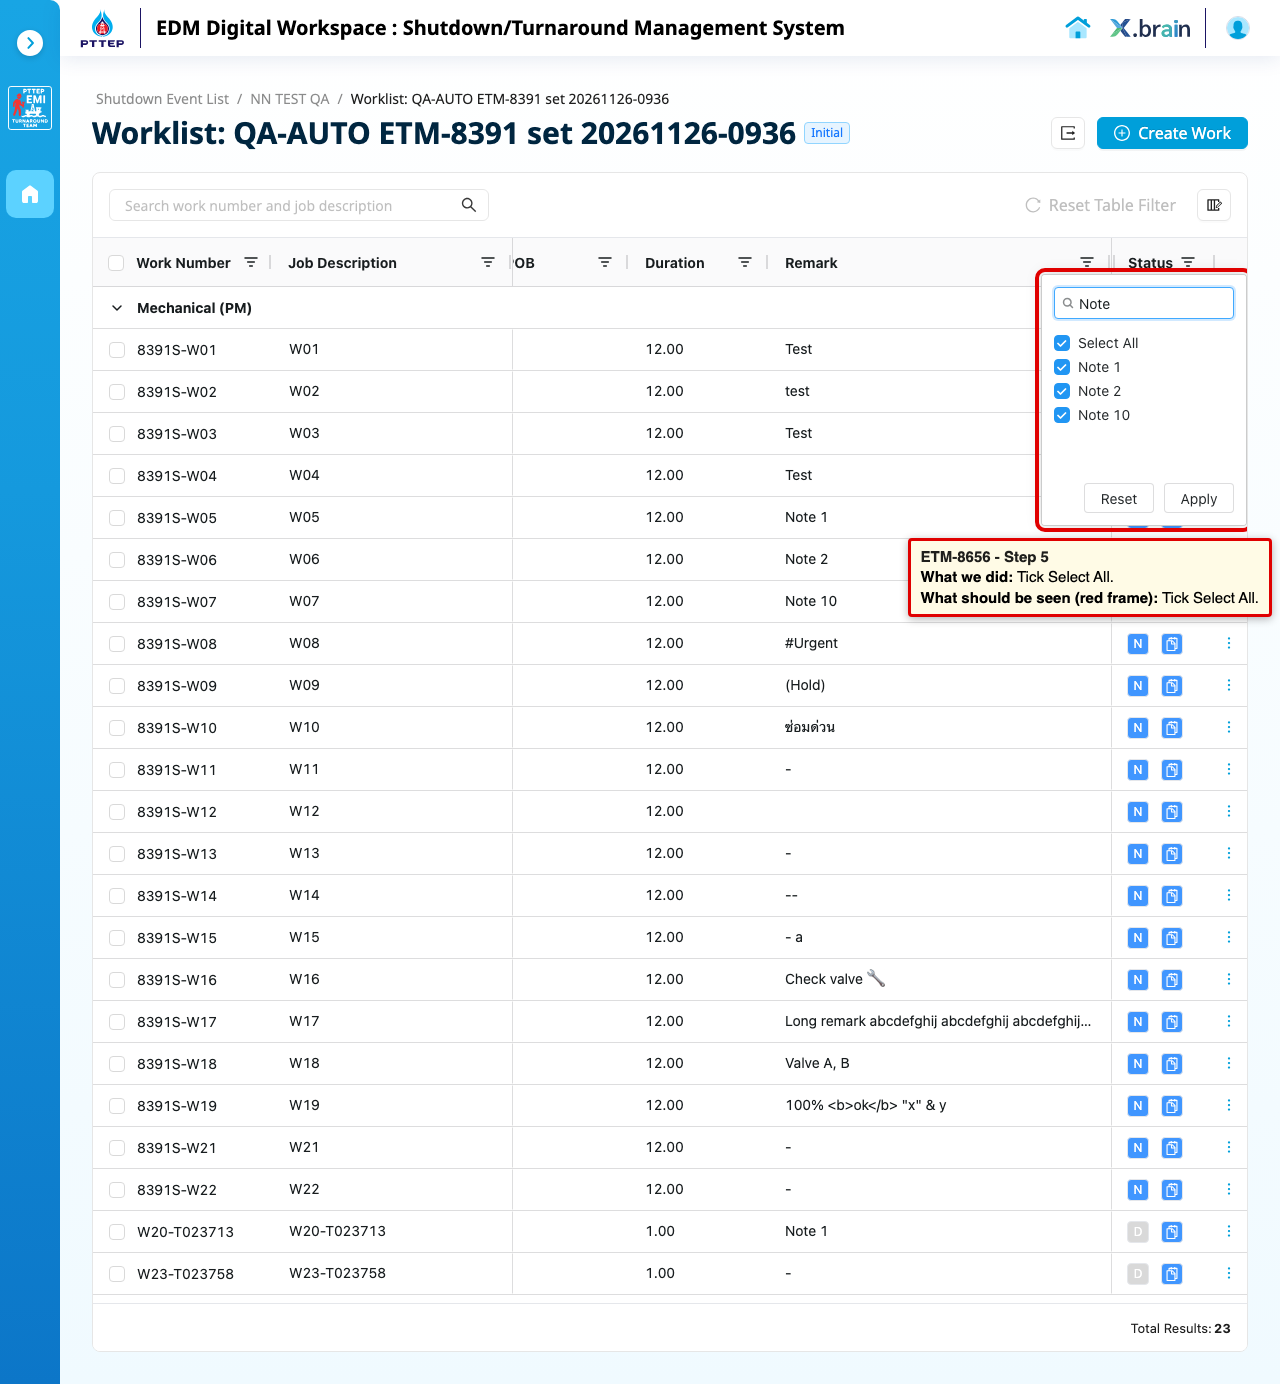 PTTEP
EDM Digital Workspace : Shutdown/Turnaround Management System
X.brain
PTTEP
EMI
TURNAROUND
TEAM
Shutdown Event List / NN TEST QA / Worklist: QA-AUTO ETM-8391 set 20261126-0936
Worklist: QA-AUTO ETM-8391 set 20261126-0936 Initial
Create Work
Search work number and job description
Reset Table Filter
Work Number Job Description POB Duration Remark Status
Mechanical (PM)
8391S-W01 W01 12.00 Test
8391S-W02 W02 12.00 test
8391S-W03 W03 12.00 Test
8391S-W04 W04 12.00 Test
8391S-W05 W05 12.00 Note 1
8391S-W06 W06 12.00 Note 2
8391S-W07 W07 12.00 Note 10
8391S-W08 W08 12.00 #Urgent N
8391S-W09 W09 12.00 (Hold) N
8391S-W10 W10 12.00 ซ่อมด่วน N
8391S-W11 W11 12.00 - N
8391S-W12 W12 12.00 N
8391S-W13 W13 12.00 - N
8391S-W14 W14 12.00 -- N
8391S-W15 W15 12.00 - a N
8391S-W16 W16 12.00 Check valve 🔧 N
8391S-W17 W17 12.00 Long remark abcdefghij abcdefghij abcdefghij... N
8391S-W18 W18 12.00 Valve A, B N
8391S-W19 W19 12.00 100% <b>ok</b> "x" & y N
8391S-W21 W21 12.00 - N
8391S-W22 W22 12.00 - N
W20-T023713 W20-T023713 1.00 Note 1 D
W23-T023758 W23-T023758 1.00 - D
Note
Select All
Note 1
Note 2
Note 10
Reset Apply
ETM-8656 - Step 5
What we did: Tick Select All.
What should be seen (red frame): Tick Select All.
Total Results: 23